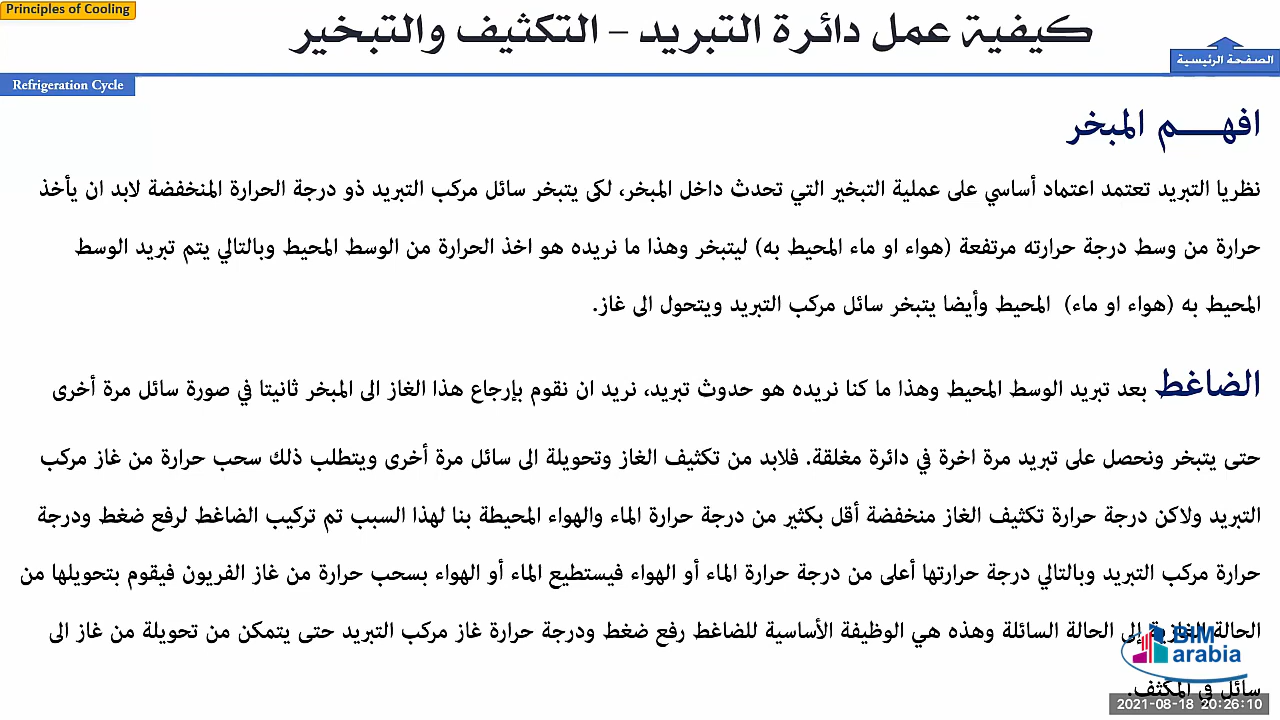 Principles of Cooling
كيفية عمل دائرة التبريد – التكثيف والتبخير
الصفحة الرئيسية
Refrigeration Cycle
افهم المبخر
نظريا التبريد تعتمد اعتماد أساسي على عملية التبخير التي تحدث داخل المبخر، لكى يتبخر سائل مركب التبريد ذو درجة الحرارة المنخفضة لابد ان يأخذ
حرارة من وسط درجة حرارته مرتفعة (هواء او ماء المحيط به) ليتبخر وهذا ما نريده هو اخذ الحرارة من الوسط المحيط وبالتالي يتم تبريد الوسط
المحيط به (هواء او ماء) المحيط وأيضا يتبخر سائل مركب التبريد ويتحول الى غاز.
الضاغط بعد تبريد الوسط المحيط وهذا ما كنا نريده هو حدوث تبريد، نريد ان نقوم بإرجاع هذا الغاز الى المبخر ثانيتا في صورة سائل مرة أخرى
حتى يتبخر ونحصل على تبريد مرة اخرة في دائرة مغلقة. فلابد من تكثيف الغاز وتحويلة الى سائل مرة أخرى ويتطلب ذلك سحب حرارة من غاز مركب
التبريد ولاكن درجة حرارة تكثيف الغاز منخفضة أقل بكثير من درجة حرارة الماء والهواء المحيطة بنا لهذا السبب تم تركيب الضاغط لرفع ضغط ودرجة
حرارة مركب التبريد وبالتالي درجة حرارتها أعلى من درجة حرارة الماء أو الهواء فيستطيع الماء أو الهواء بسحب حرارة من غاز الفريون فيقوم بتحويلها من
الحالة الغازية إلى الحالة السائلة وهذه هي الوظيفة الأساسية للضاغط رفع ضغط ودرجة حرارة غاز مركب التبريد حتى يتمكن من تحويلة من غاز الى
سائل في المكثف.
BIM
arabia
2021-08-18 20:26:10